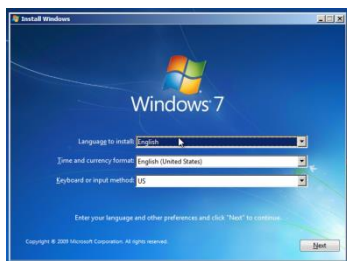 Install Windows
Windows 7
Language to install: English
Time and currency format: English (United States)
Keyboard or input method: US
Enter your language and other preferences and click "Next" to continue.
Copyright © 2009 Microsoft Corporation. All rights reserved.
Next